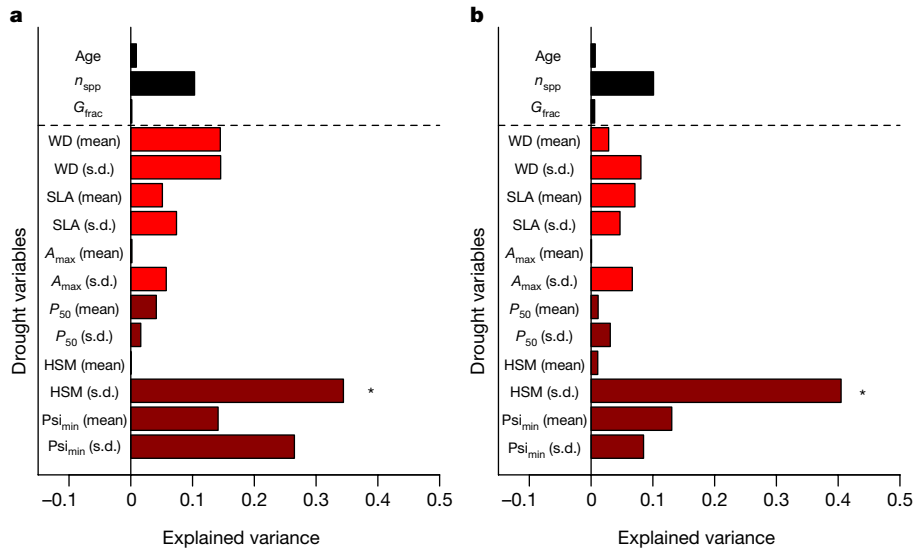 a
Age
nspp
Gfrac
WD (mean)
WD (s.d.)
SLA (mean)
SLA (s.d.)
Amax (mean)
Amax (s.d.)
P50 (mean)
P50 (s.d.)
HSM (mean)
HSM (s.d.)
*
Psimin (mean)
Psimin (s.d.)
Drought variables
−0.1 0 0.1 0.2 0.3 0.4 0.5
Explained variance
b
Age
nspp
Gfrac
WD (mean)
WD (s.d.)
SLA (mean)
SLA (s.d.)
Amax (mean)
Amax (s.d.)
P50 (mean)
P50 (s.d.)
HSM (mean)
HSM (s.d.)
*
Psimin (mean)
Psimin (s.d.)
Drought variables
−0.1 0 0.1 0.2 0.3 0.4 0.5
Explained variance